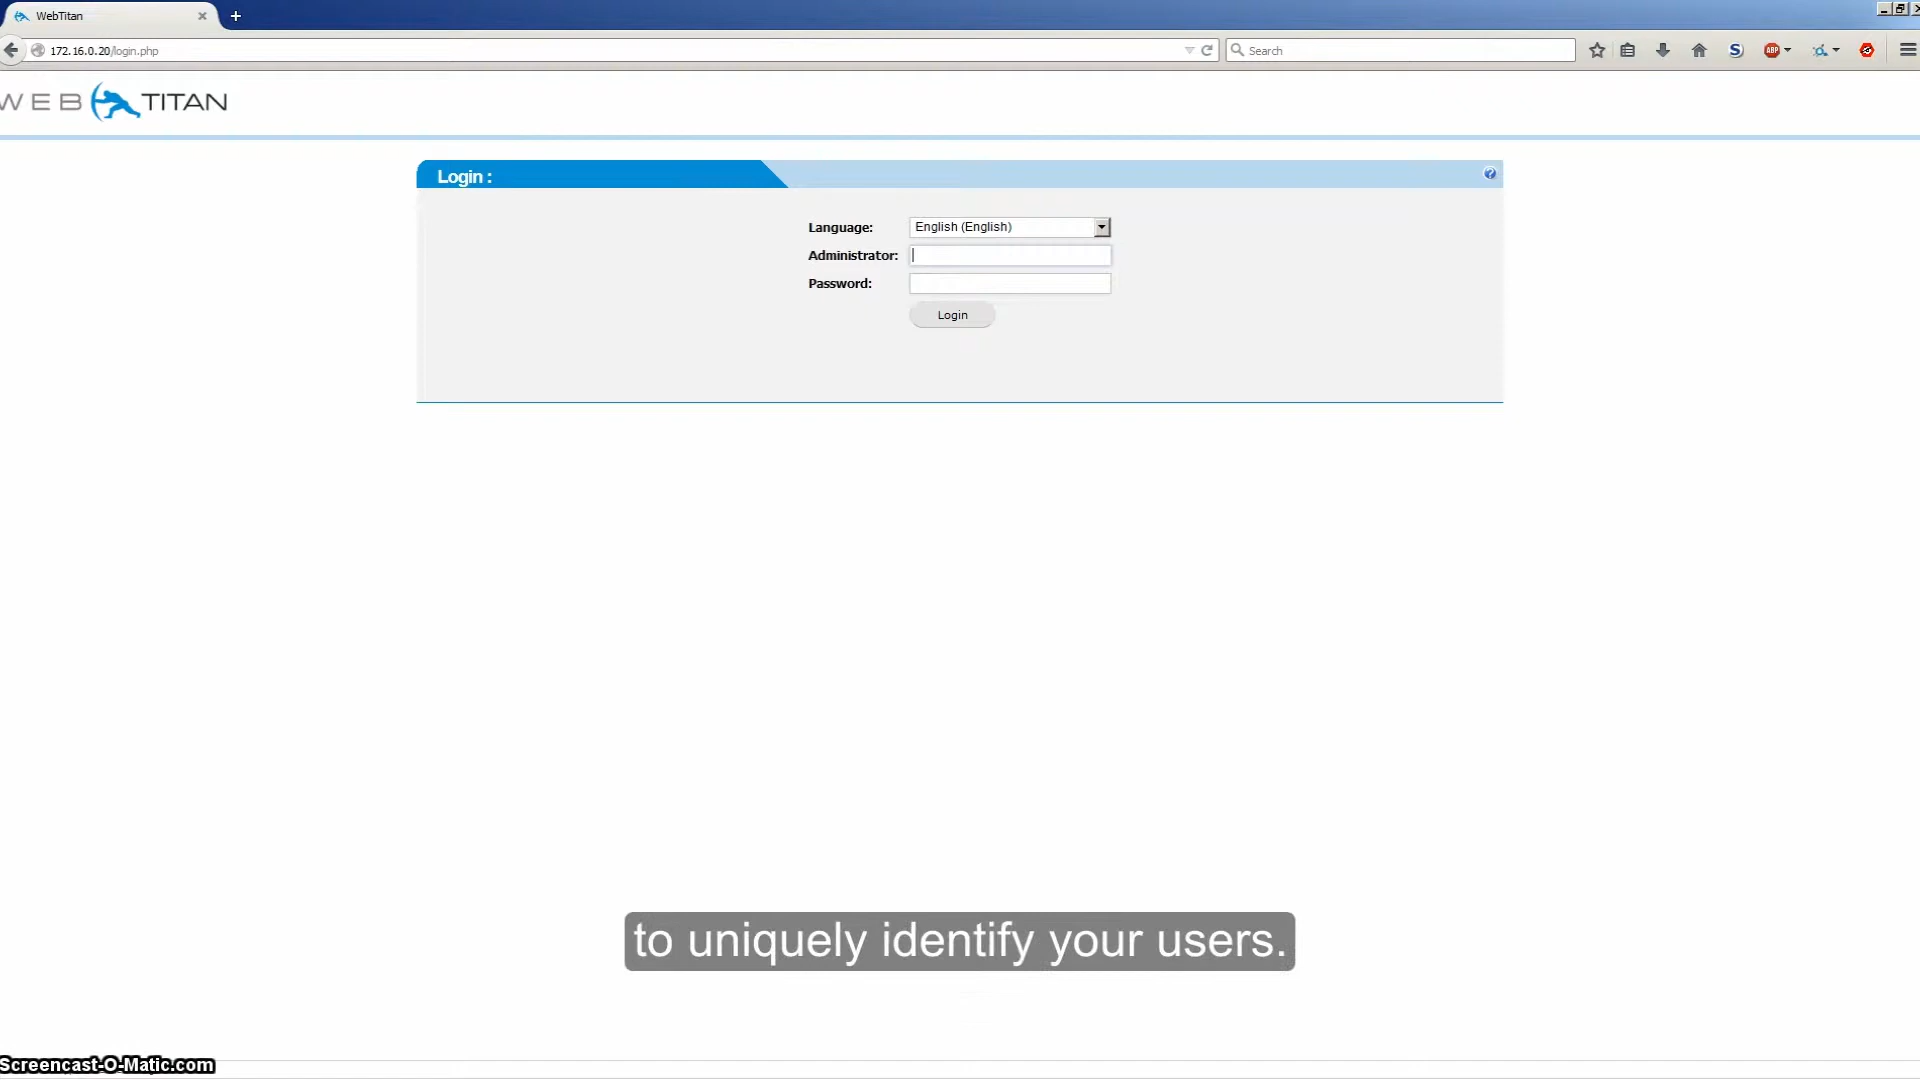 WebTitan
172.16.0.20/login.php
Search
S
ABP
WEB TITAN
Login :
?
Language:
English (English)
Administrator:
Password:
Login
to uniquely identify your users.
Screencast-O-Matic.com